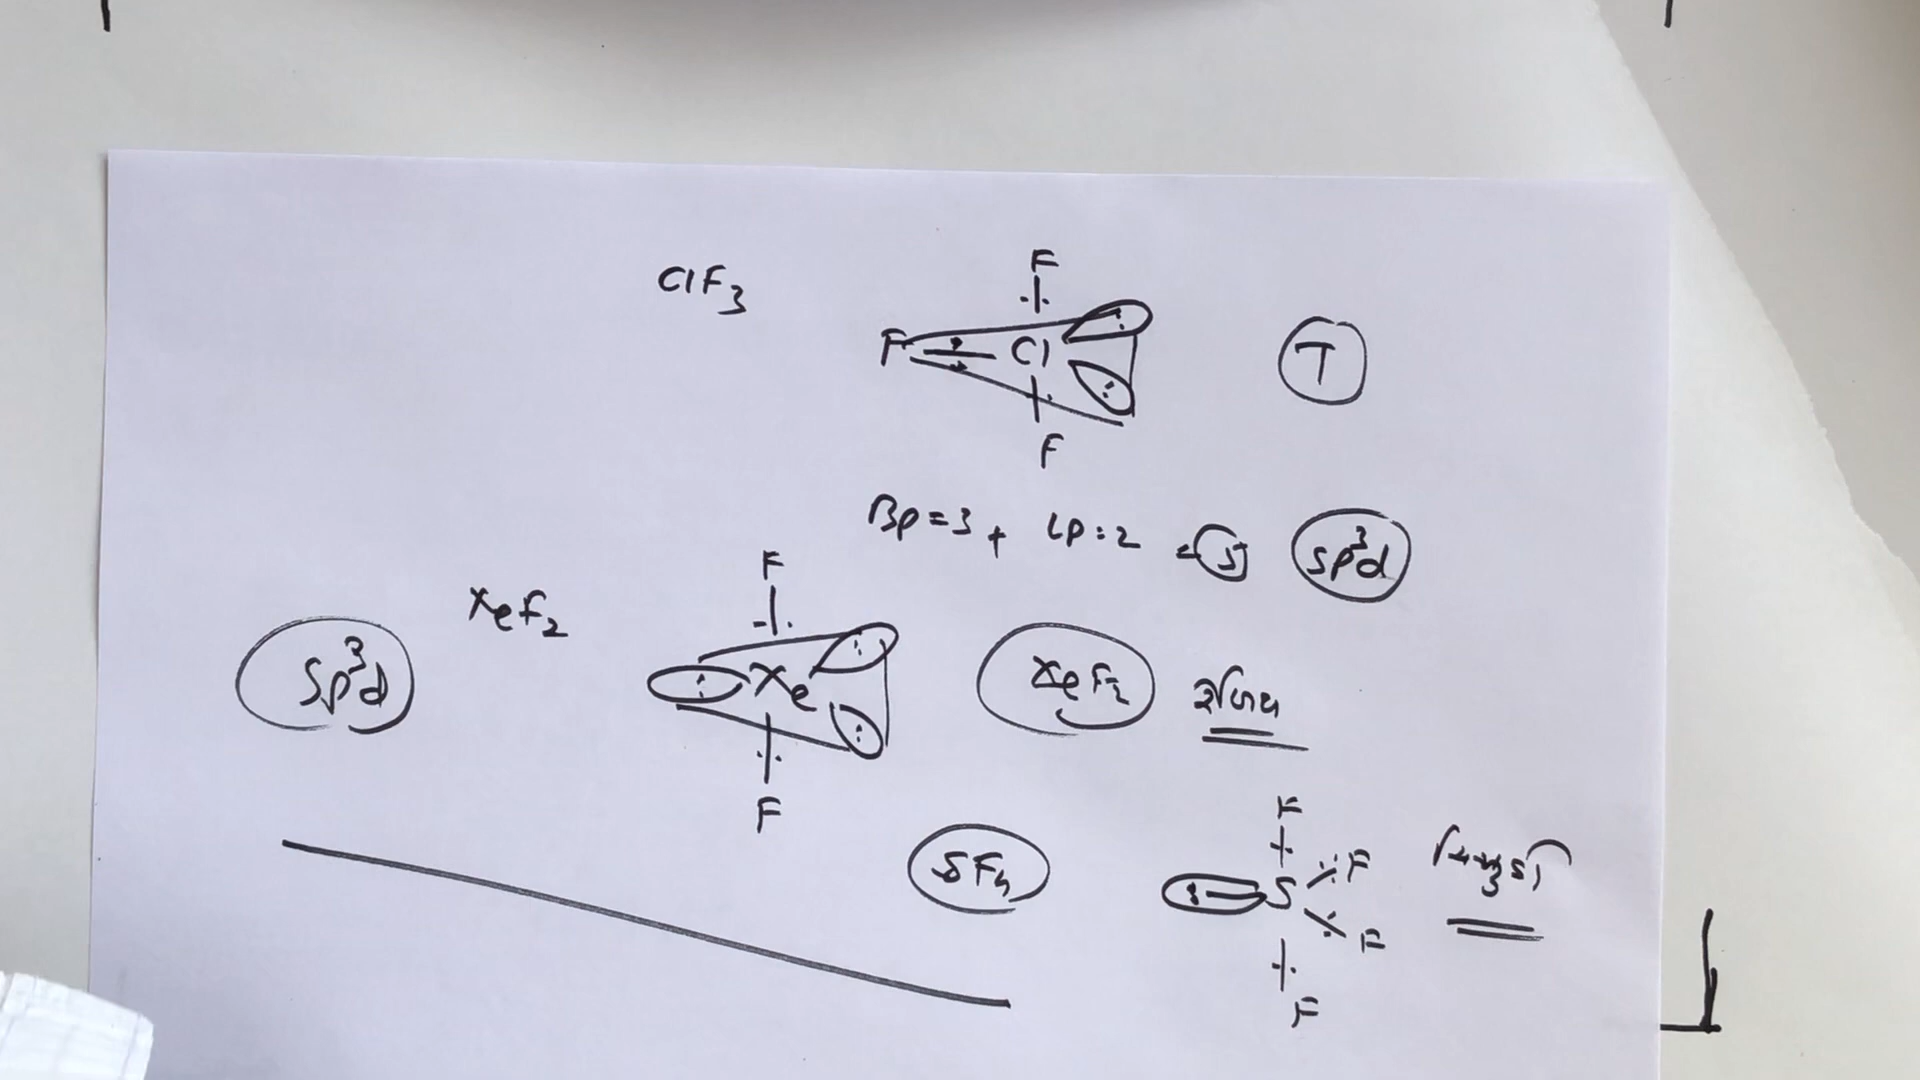 ClF3
F
F Cl
F
T
Bp = 3 + Lp : 2 = 5 sp³d
XeF2
F
Xe
F
sp³d
XeF2
SF4
F
S F
F
F